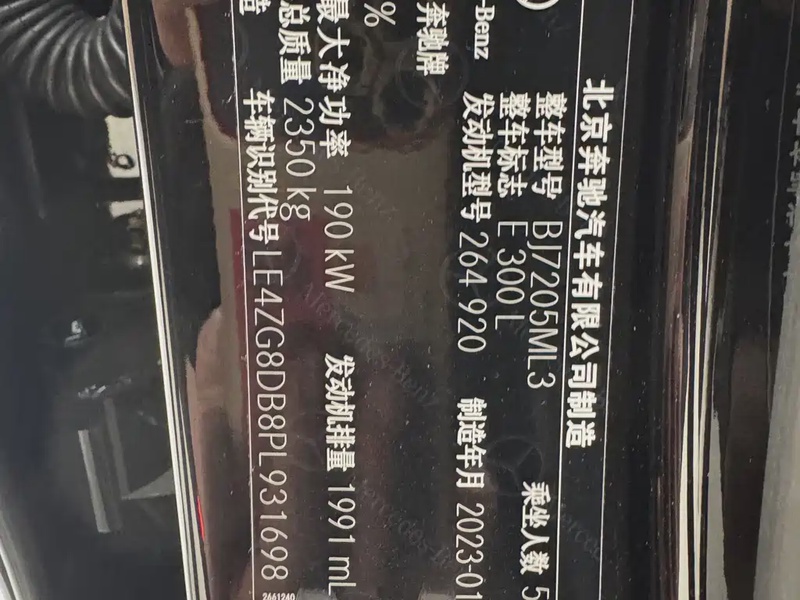 北京奔驰汽车有限公司制造
-Benz
整车型号 BJ7205ML3 乘坐人数 5
奔驰牌 整车标志 E 300 L
发动机型号 264 920 制造年月 2023-01
%
最大净功率 190 kW 发动机排量 1991 mL
总质量 2350 kg
造 车辆识别代号 LE4ZG8DB8PL931698
2661240